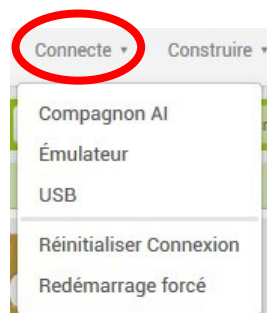 Connecte Construire
Compagnon AI
Émulateur
USB
Réinitialiser Connexion
Redémarrage forcé